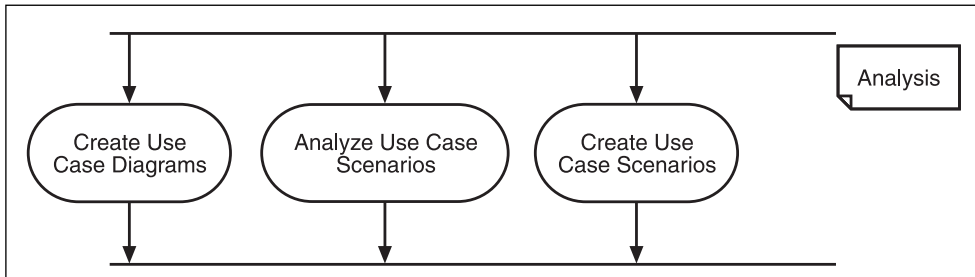 Analysis
Create Use
Case Diagrams
Analyze Use Case
Scenarios
Create Use
Case Scenarios